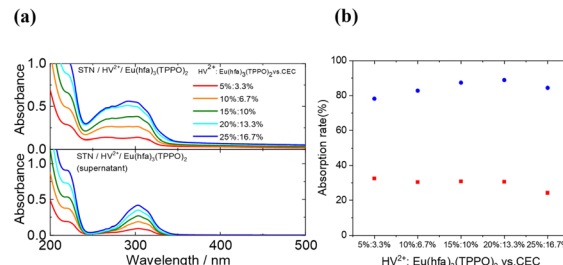 (a)
(b)
STN / HV2+/ Eu(hfa)3(TPPO)2
HV2+: Eu(hfa)3(TPPO)2 vs.CEC
5%:3.3%
10%:6.7%
15%:10%
20%:13.3%
25%:16.7%
Absorbance
1.0
0.5
0.0
STN / HV2+/ Eu(hfa)3(TPPO)2
(supernatant)
Absorbance
1.0
0.5
0.0
200 300 400 500
Wavelength / nm
Absorption rate(%)
100
80
60
40
20
0
5%:3.3% 10%:6.7% 15%:10% 20%:13.3% 25%:16.7%
HV2+: Eu(hfa)3(TPPO)2 vs.CEC